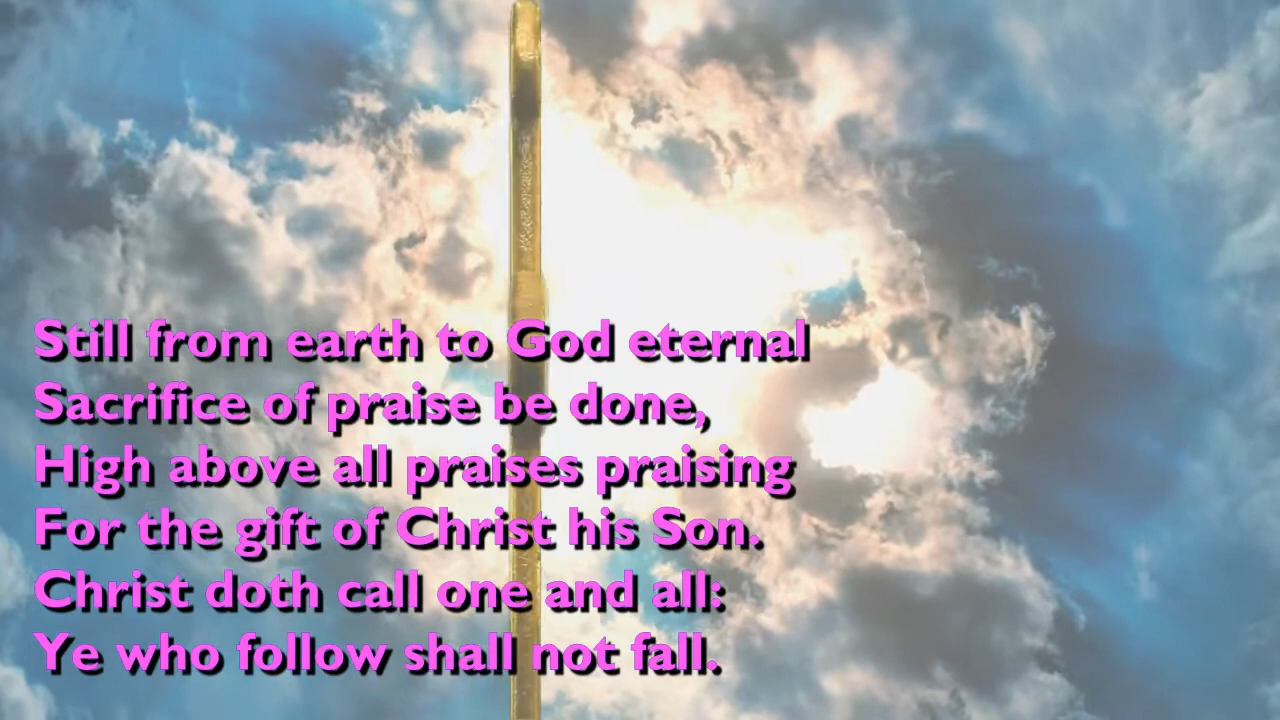 Still from earth to God eternal
Sacrifice of praise be done,
High above all praises praising
For the gift of Christ his Son.
Christ doth call one and all:
Ye who follow shall not fall.